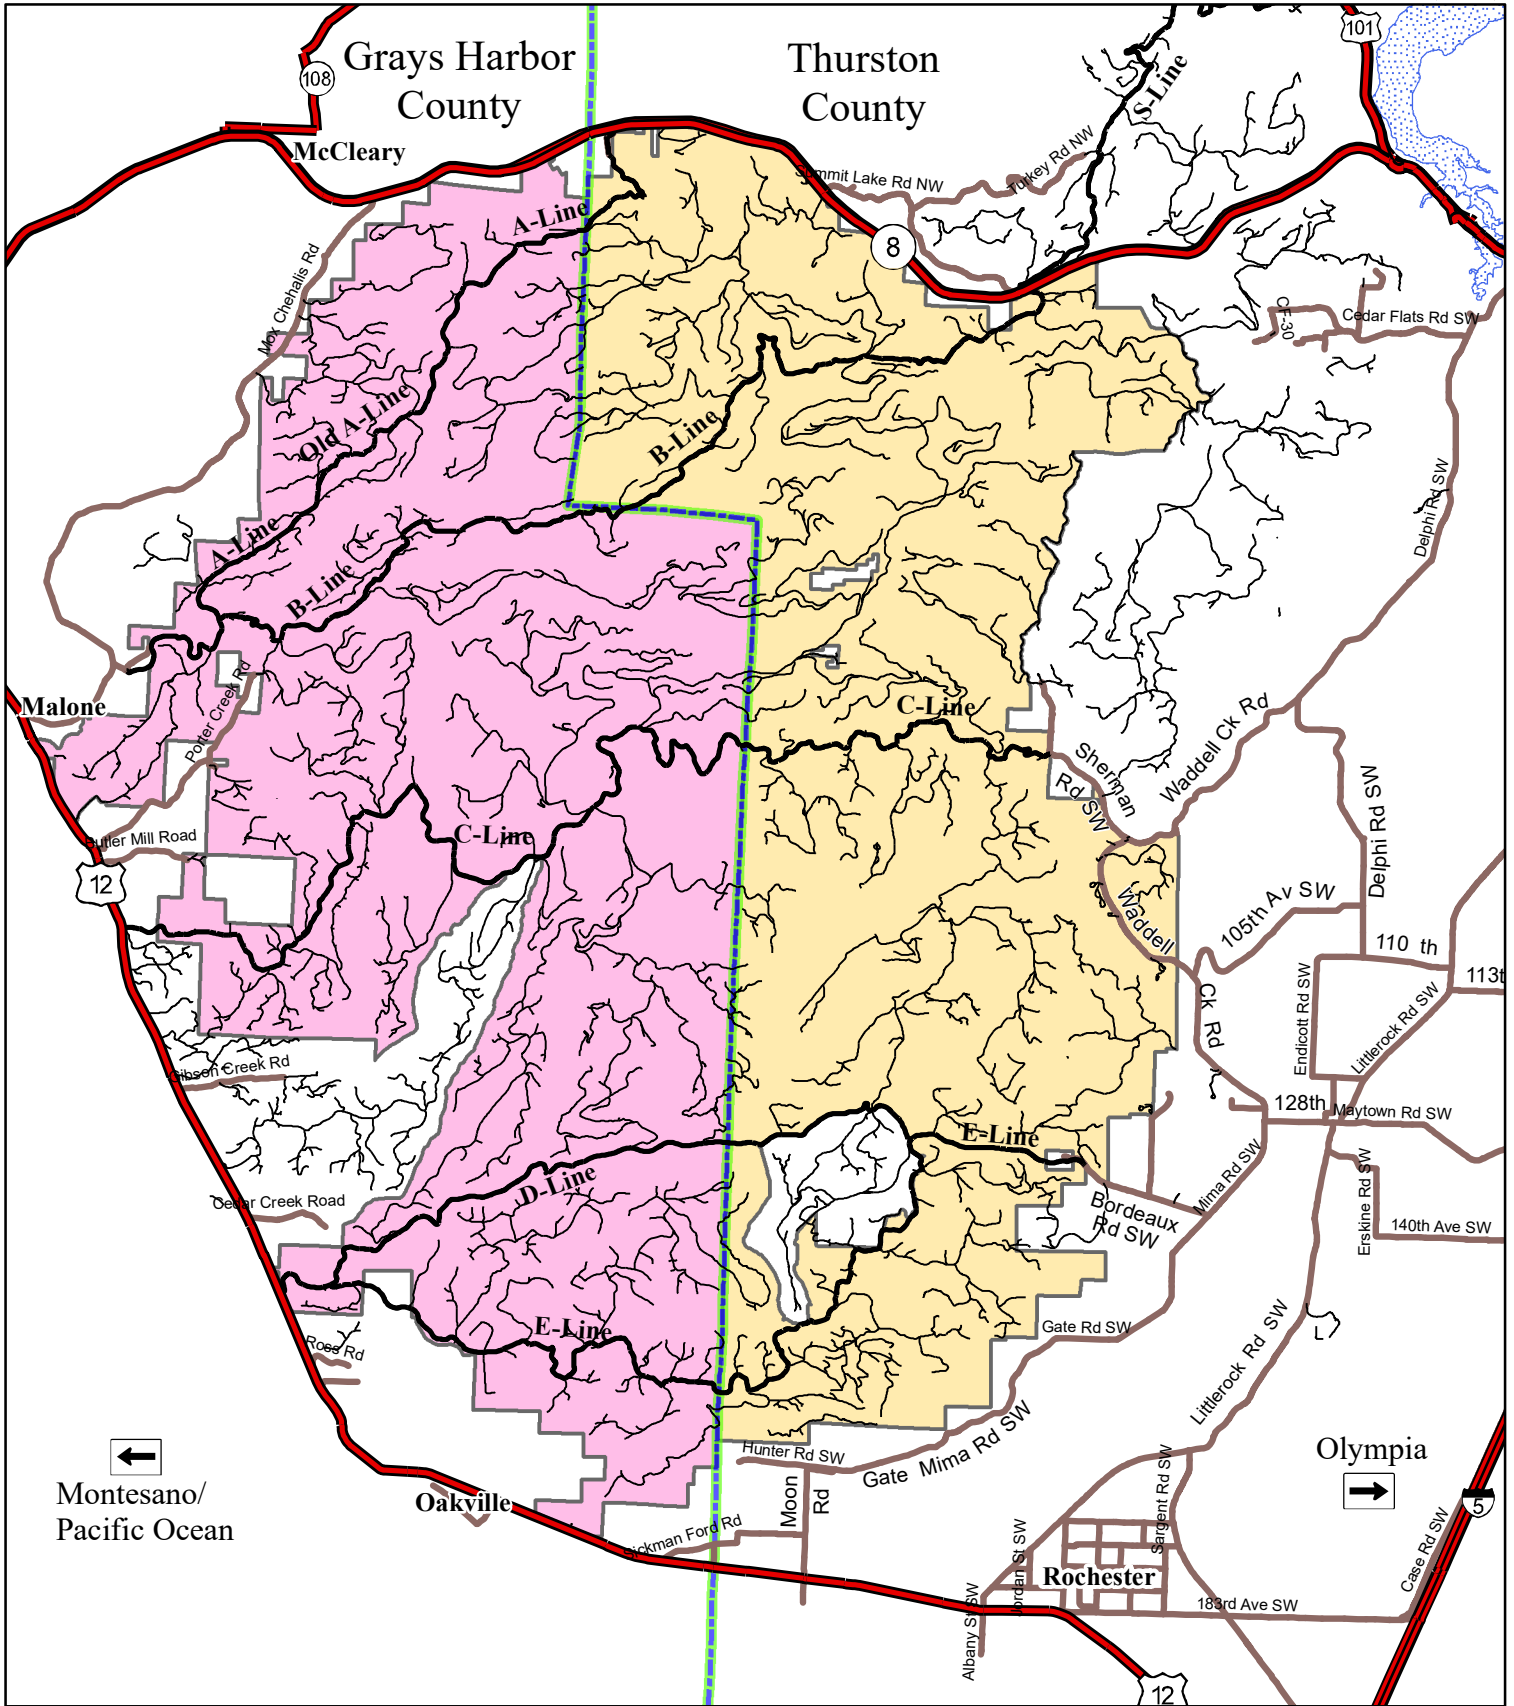 Grays Harbor
County
Thurston
County
101
108
McCleary
S-Line
Turkey Rd NW
Summit Lake Rd NW
A-Line
8
Mox Chehalis Rd
CF-30
Cedar Flats Rd SW
Old A-Line
B-Line
Delphi Rd SW
A-Line
B-Line
Malone
Porter Creek Rd
C-Line
Sherman
Rd SW
Waddell Ck Rd
Delphi Rd SW
C-Line
Butler Mill Road
12
Waddell
Ck Rd
105th Av SW
110 th
113t
Endicott Rd SW
Littlerock Rd SW
Gibson Creek Rd
128th
Maytown Rd SW
E-Line
D-Line
Mima Rd SW
Erskine Rd SW
Cedar Creek Road
Bordeaux
Rd SW
140th Ave SW
E-Line
Gate Rd SW
L
Ross Rd
Littlerock Rd SW
Hunter Rd SW
Gate Mima Rd SW
Olympia
Montesano/
Pacific Ocean
Oakville
Moon
Rd
Sickman Ford Rd
Sargent Rd SW
5
Case Rd SW
Jordan St SW
Rochester
183rd Ave SW
Albany St SW
12